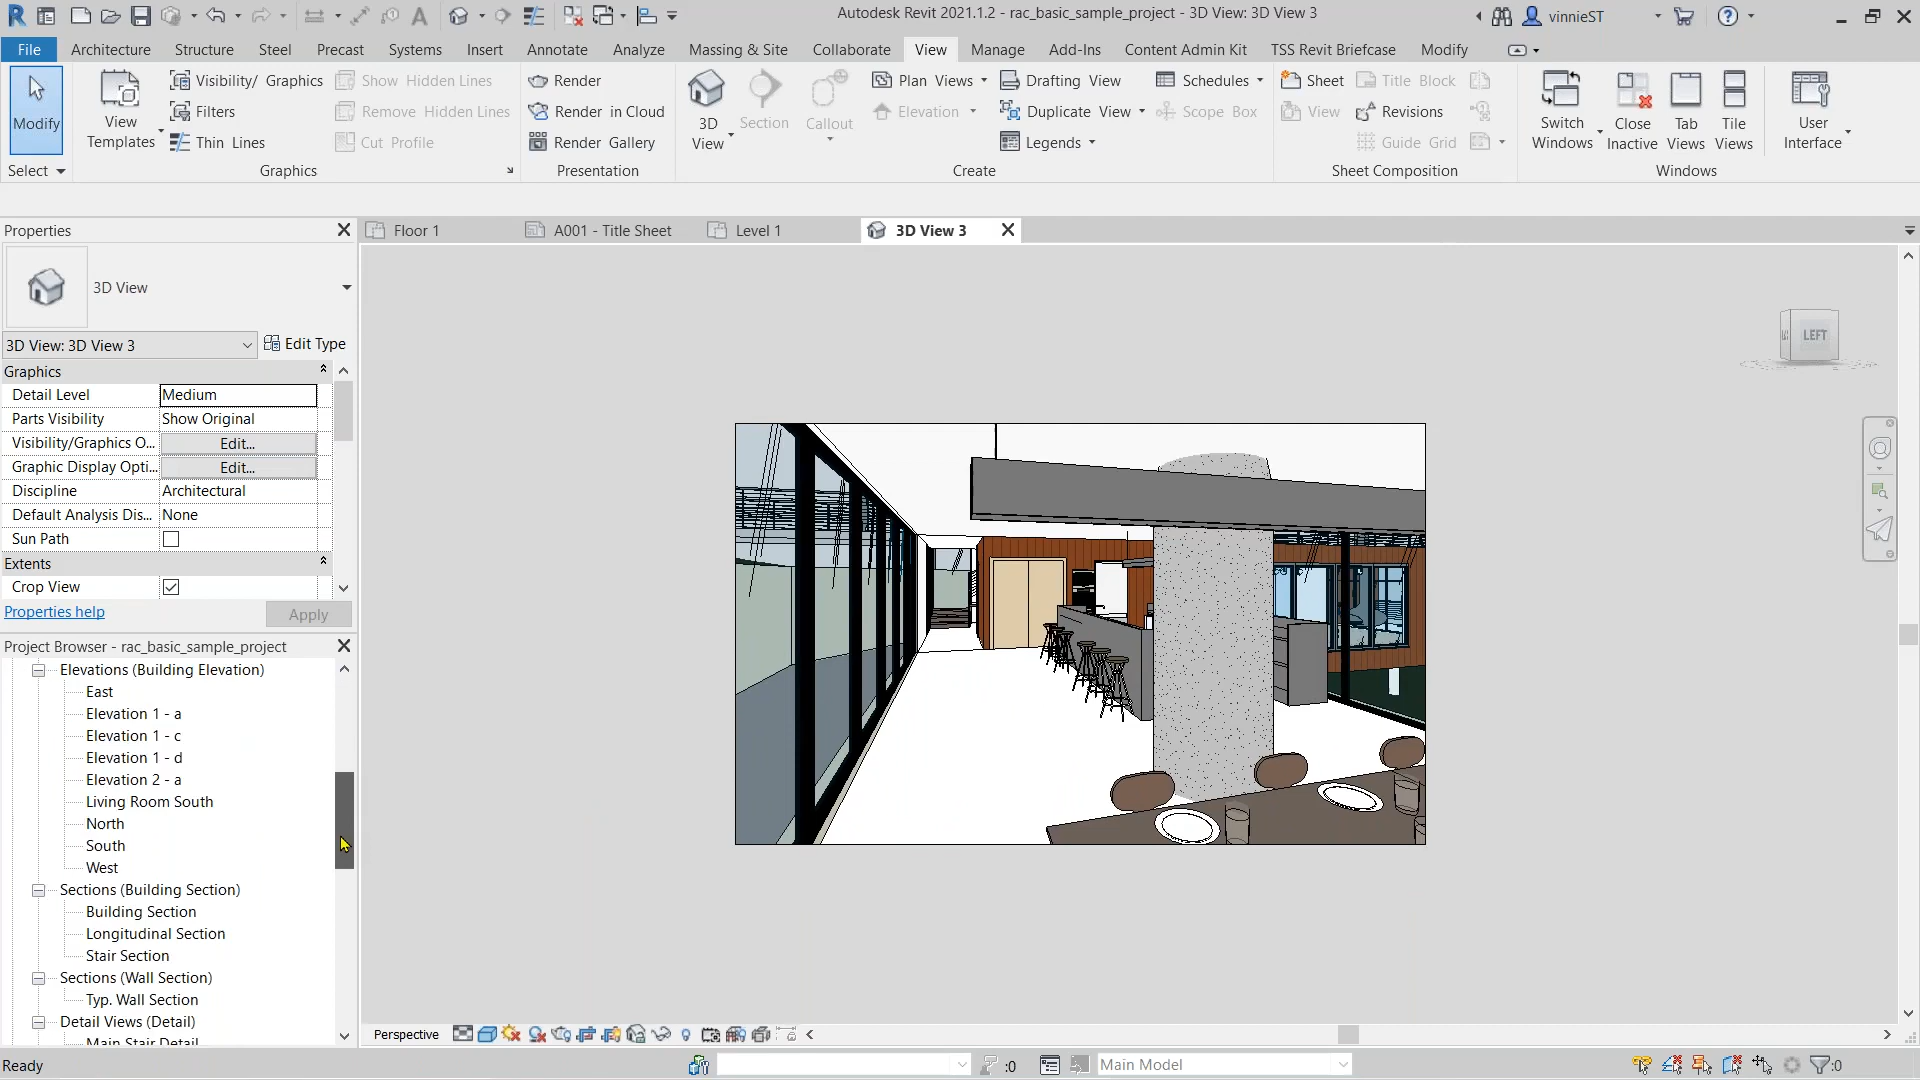 Autodesk Revit 2021.1.2 - rac_basic_sample_project - 3D View: 3D View 3
vinnieST
File Architecture Structure Steel Precast Systems Insert Annotate Analyze Massing & Site Collaborate View Manage Add-Ins Content Admin Kit TSS Revit Briefcase Modify
Modify
View Templates
Visibility/ Graphics
Filters
Thin Lines
Show Hidden Lines
Remove Hidden Lines
Cut Profile
Render
Render in Cloud
Render Gallery
3D View
Section
Callout
Plan Views
Elevation
Drafting View
Duplicate View
Legends
Schedules
Scope Box
Sheet
View
Title Block
Revisions
Guide Grid
Switch Windows
Close Inactive
Tab Views
Tile Views
User Interface
Select
Graphics
Presentation
Create
Sheet Composition
Windows
Properties
Floor 1
A001 - Title Sheet
Level 1
3D View 3
3D View
3D View: 3D View 3
Edit Type
Graphics
Detail Level Medium
Parts Visibility Show Original
Visibility/Graphics O... Edit...
Graphic Display Opti... Edit...
Discipline Architectural
Default Analysis Dis... None
Sun Path
Extents
Crop View
Properties help
Apply
LEFT
Project Browser - rac_basic_sample_project
Elevations (Building Elevation)
East
Elevation 1 - a
Elevation 1 - c
Elevation 1 - d
Elevation 2 - a
Living Room South
North
South
West
Sections (Building Section)
Building Section
Longitudinal Section
Stair Section
Sections (Wall Section)
Typ. Wall Section
Detail Views (Detail)
Main Stair Detail
Perspective
Ready
:0
Main Model
:0